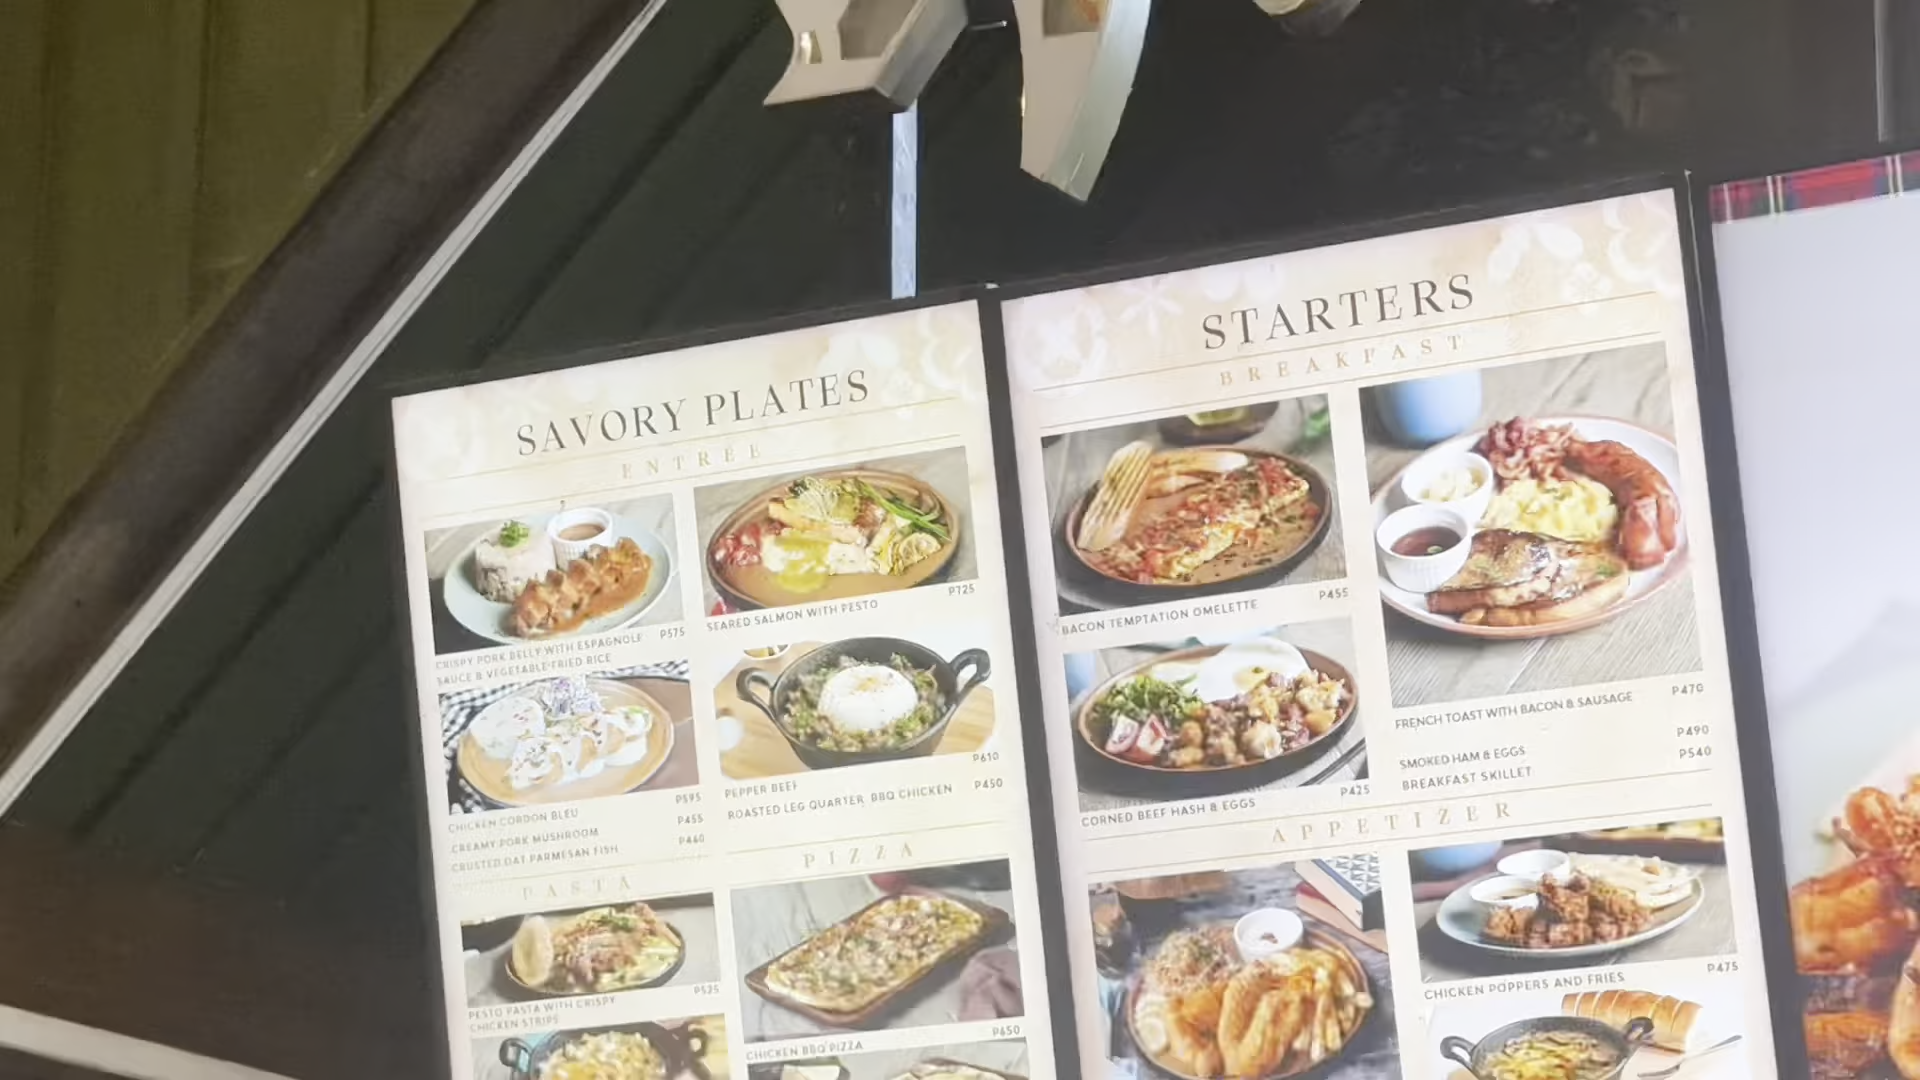 SAVORY PLATES
ENTRÉE
CRISPY PORK BELLY WITH ESPAGNOLE P575
SAUCE & VEGETABLE FRIED RICE
SEARED SALMON WITH PESTO P725
CHICKEN CORDON BLEU P595
CREAMY PORK MUSHROOM P455
CRUSTED OAT PARMESAN FISH P460
PEPPER BEEF P610
ROASTED LEG QUARTER BBQ CHICKEN P450
PASTA
PESTO PASTA WITH CRISPY P525
CHICKEN STRIPS
PIZZA
CHICKEN BBQ PIZZA P650
STARTERS
BREAKFAST
BACON TEMPTATION OMELETTE P455
CORNED BEEF HASH & EGGS P425
FRENCH TOAST WITH BACON & SAUSAGE P470
SMOKED HAM & EGGS P490
BREAKFAST SKILLET P540
APPETIZER
CHICKEN POPPERS AND FRIES P475